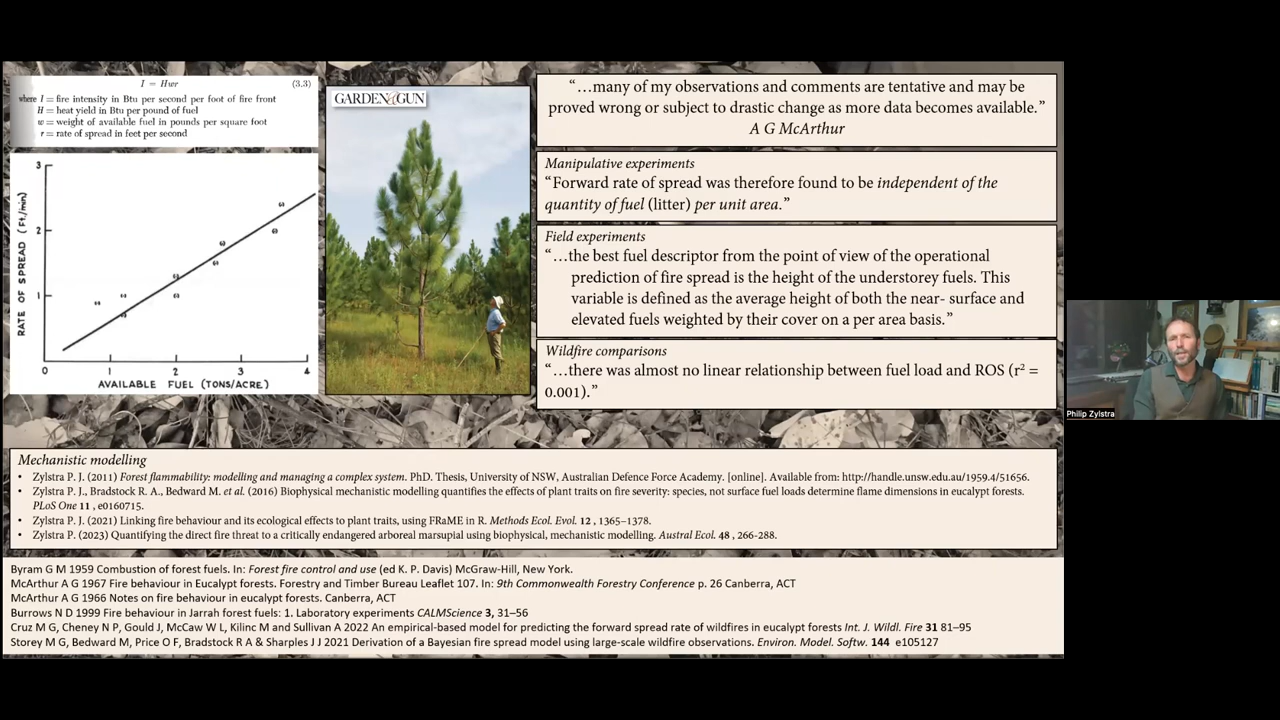 I = Hwr (3.3)
where I = fire intensity in Btu per second per foot of fire front
H = heat yield in Btu per pound of fuel
w = weight of available fuel in pounds per square foot
r = rate of spread in feet per second
RATE OF SPREAD (Ft./min)
3
2
1
0 1 2 3 4
AVAILABLE FUEL (TONS/ACRE)
GARDEN&GUN
“…many of my observations and comments are tentative and may be
proved wrong or subject to drastic change as more data becomes available.”
A G McArthur
Manipulative experiments
“Forward rate of spread was therefore found to be independent of the
quantity of fuel (litter) per unit area.”
Field experiments
“…the best fuel descriptor from the point of view of the operational
prediction of fire spread is the height of the understorey fuels. This
variable is defined as the average height of both the near- surface and
elevated fuels weighted by their cover on a per area basis.”
Wildfire comparisons
“…there was almost no linear relationship between fuel load and ROS (r² =
0.001).”
Philip Zylstra
Mechanistic modelling
• Zylstra P. J. (2011) Forest flammability: modelling and managing a complex system. PhD. Thesis, University of NSW, Australian Defence Force Academy. [online]. Available from: http://handle.unsw.edu.au/1959.4/51656.
• Zylstra P. J., Bradstock R. A., Bedward M. et al. (2016) Biophysical mechanistic modelling quantifies the effects of plant traits on fire severity: species, not surface fuel loads determine flame dimensions in eucalypt forests.
PLoS One 11 , e0160715.
• Zylstra P. J. (2021) Linking fire behaviour and its ecological effects to plant traits, using FRaME in R. Methods Ecol. Evol. 12 , 1365–1378.
• Zylstra P. (2023) Quantifying the direct fire threat to a critically endangered arboreal marsupial using biophysical, mechanistic modelling. Austral Ecol. 48 , 266-288.
Byram G M 1959 Combustion of forest fuels. In: Forest fire control and use (ed K. P. Davis) McGraw-Hill, New York.
McArthur A G 1967 Fire behaviour in Eucalypt forests. Forestry and Timber Bureau Leaflet 107. In: 9th Commonwealth Forestry Conference p. 26 Canberra, ACT
McArthur A G 1966 Notes on fire behaviour in eucalypt forests. Canberra, ACT
Burrows N D 1999 Fire behaviour in Jarrah forest fuels: 1. Laboratory experiments CALMScience 3, 31–56
Cruz M G, Cheney N P, Gould J, McCaw W L, Kilinc M and Sullivan A 2022 An empirical-based model for predicting the forward spread rate of wildfires in eucalypt forests Int. J. Wildl. Fire 31 81–95
Storey M G, Bedward M, Price O F, Bradstock R A & Sharples J J 2021 Derivation of a Bayesian fire spread model using large-scale wildfire observations. Environ. Model. Softw. 144 e105127